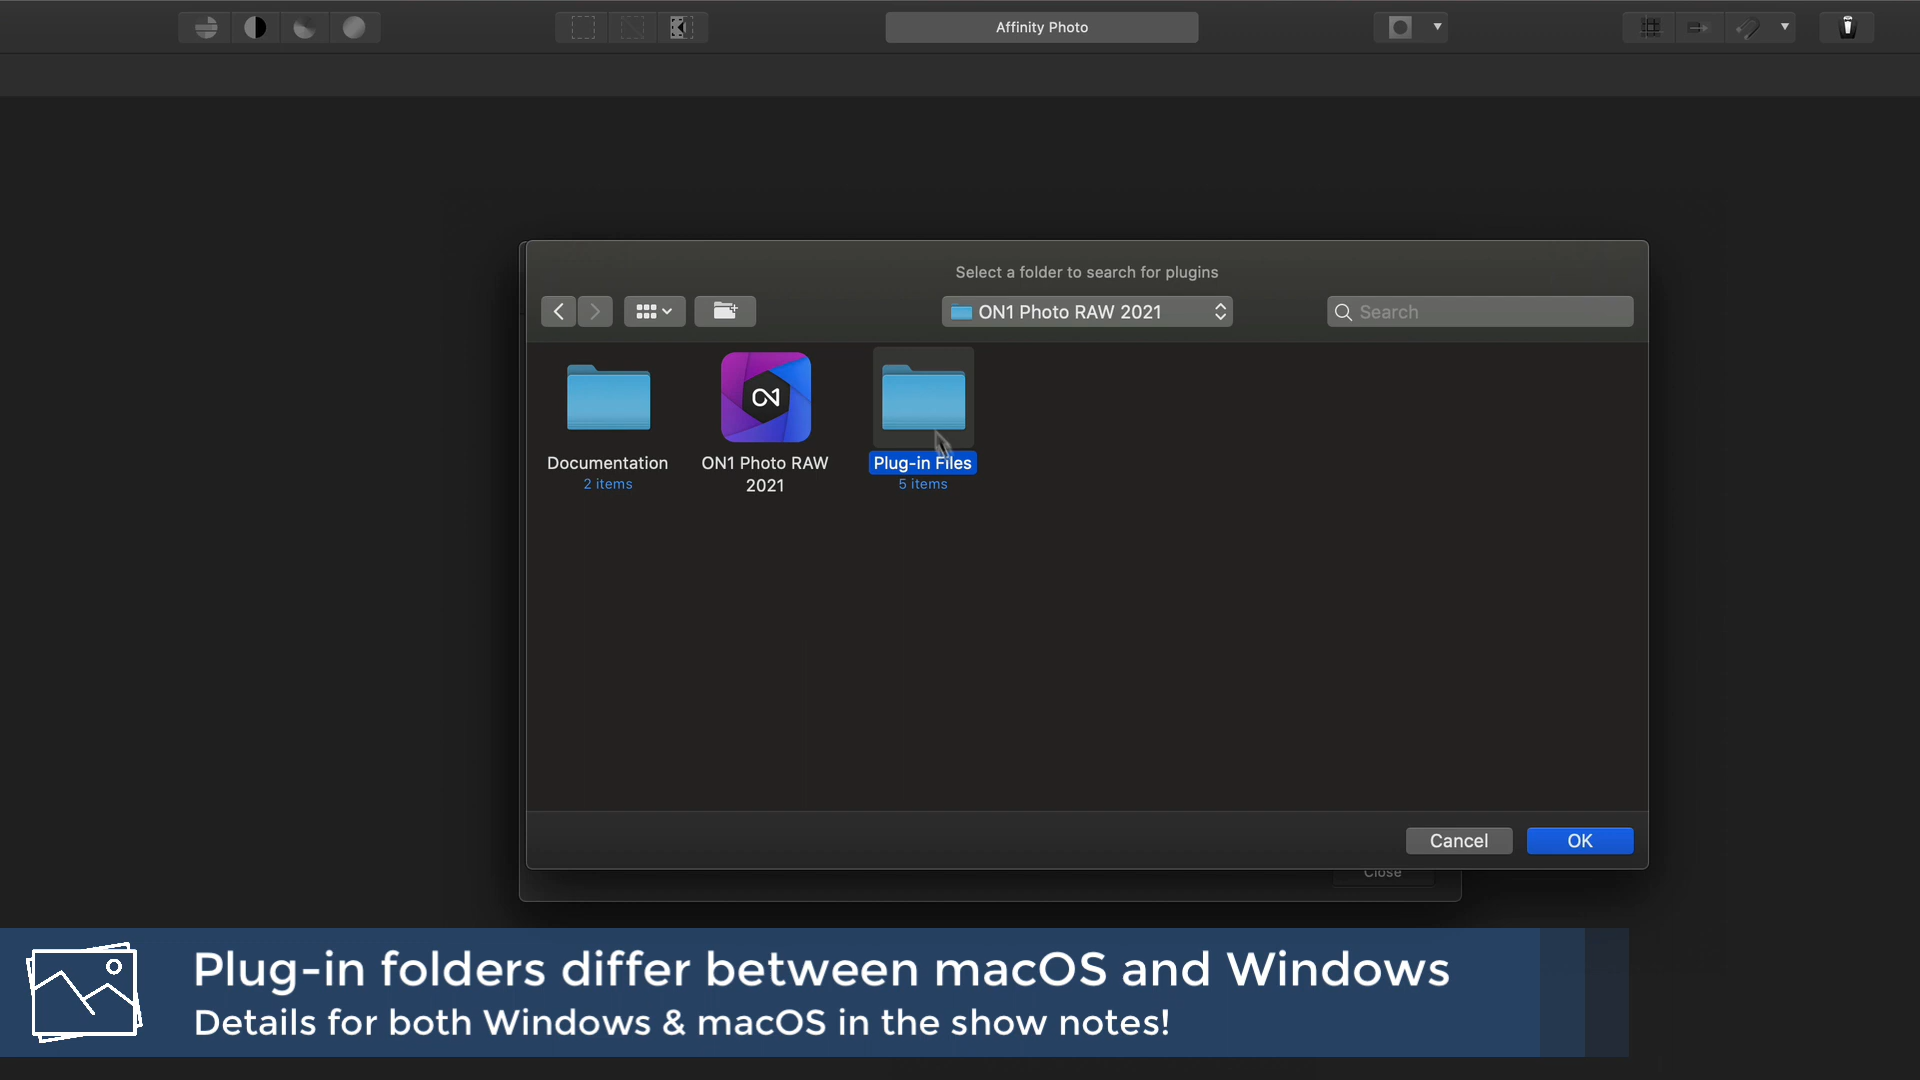 Affinity Photo
Select a folder to search for plugins
ON1 Photo RAW 2021
Search
Documentation
2 items
ON1 Photo RAW
2021
Plug-in Files
5 items
Cancel
OK
Close
Plug-in folders differ between macOS and Windows
Details for both Windows & macOS in the show notes!